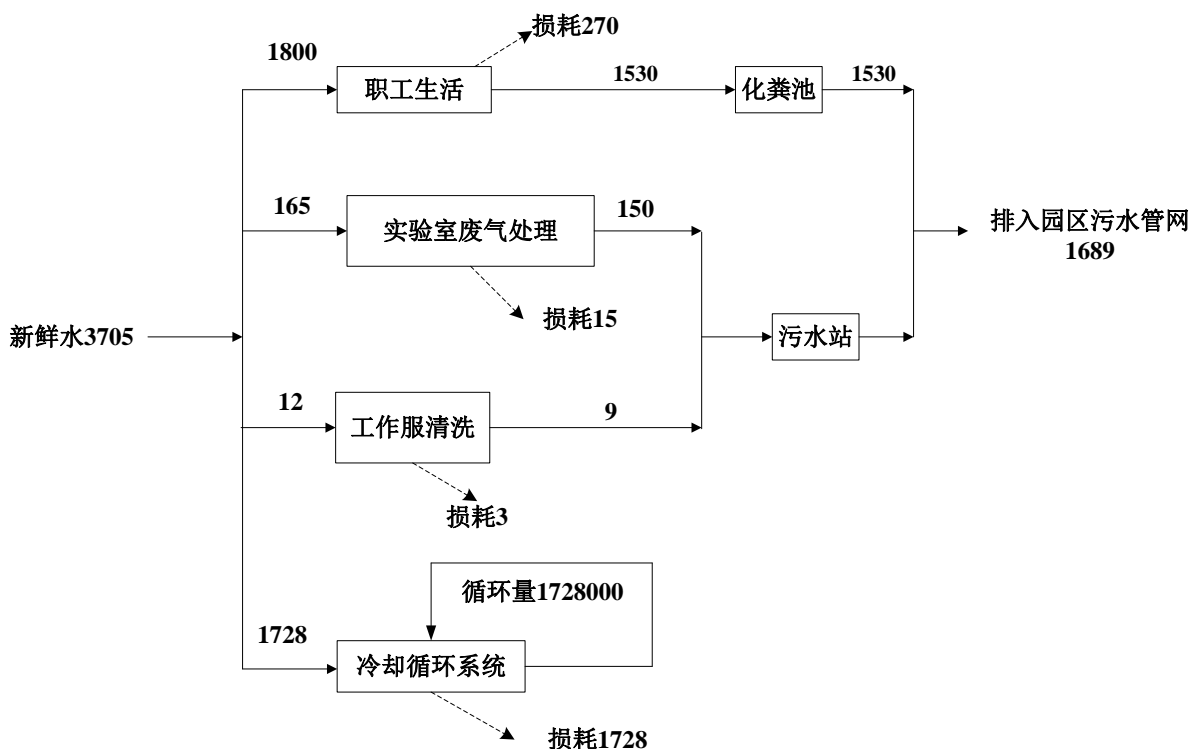 损耗270
1800
职工生活
1530
化粪池
1530
165
实验室废气处理
150
排入园区污水管网
1689
损耗15
新鲜水3705
污水站
12
工作服清洗
9
损耗3
循环量1728000
1728
冷却循环系统
损耗1728